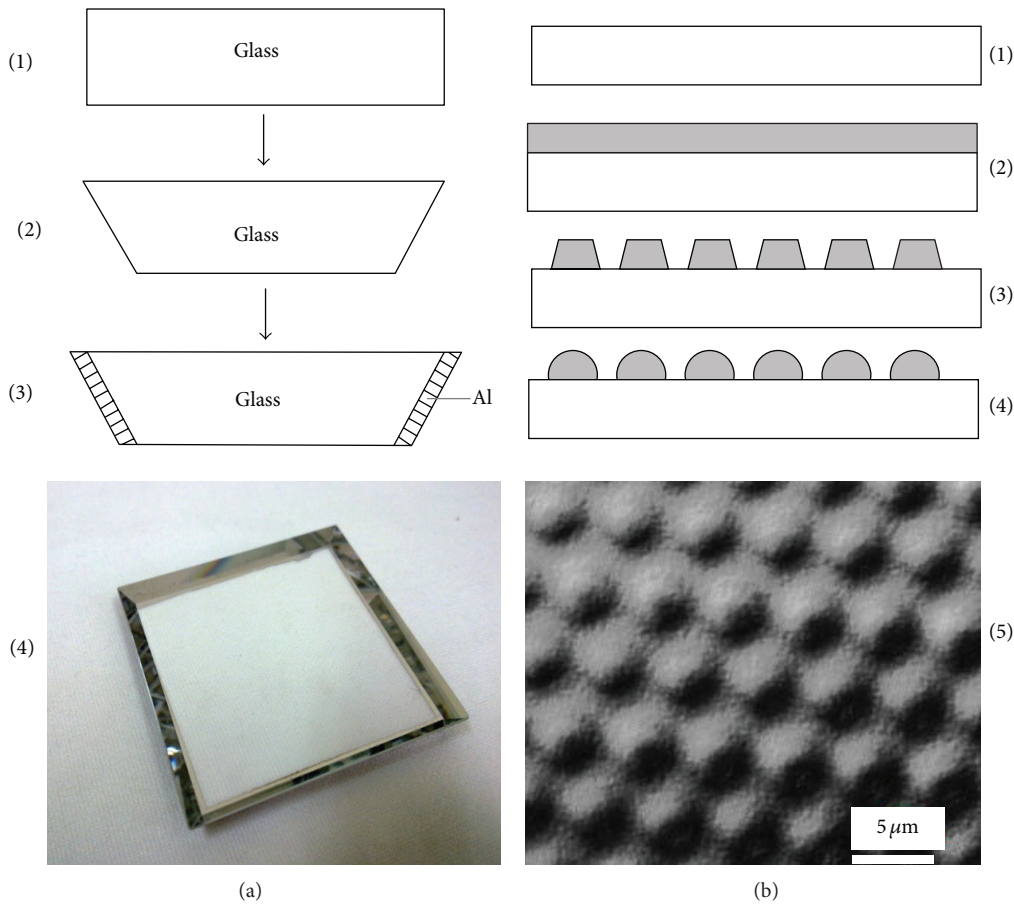 (1)
Glass
(2)
Glass
(3)
Glass
Al
(4)
(a)
(1)
(2)
(3)
(4)
(5)
5 μm
(b)